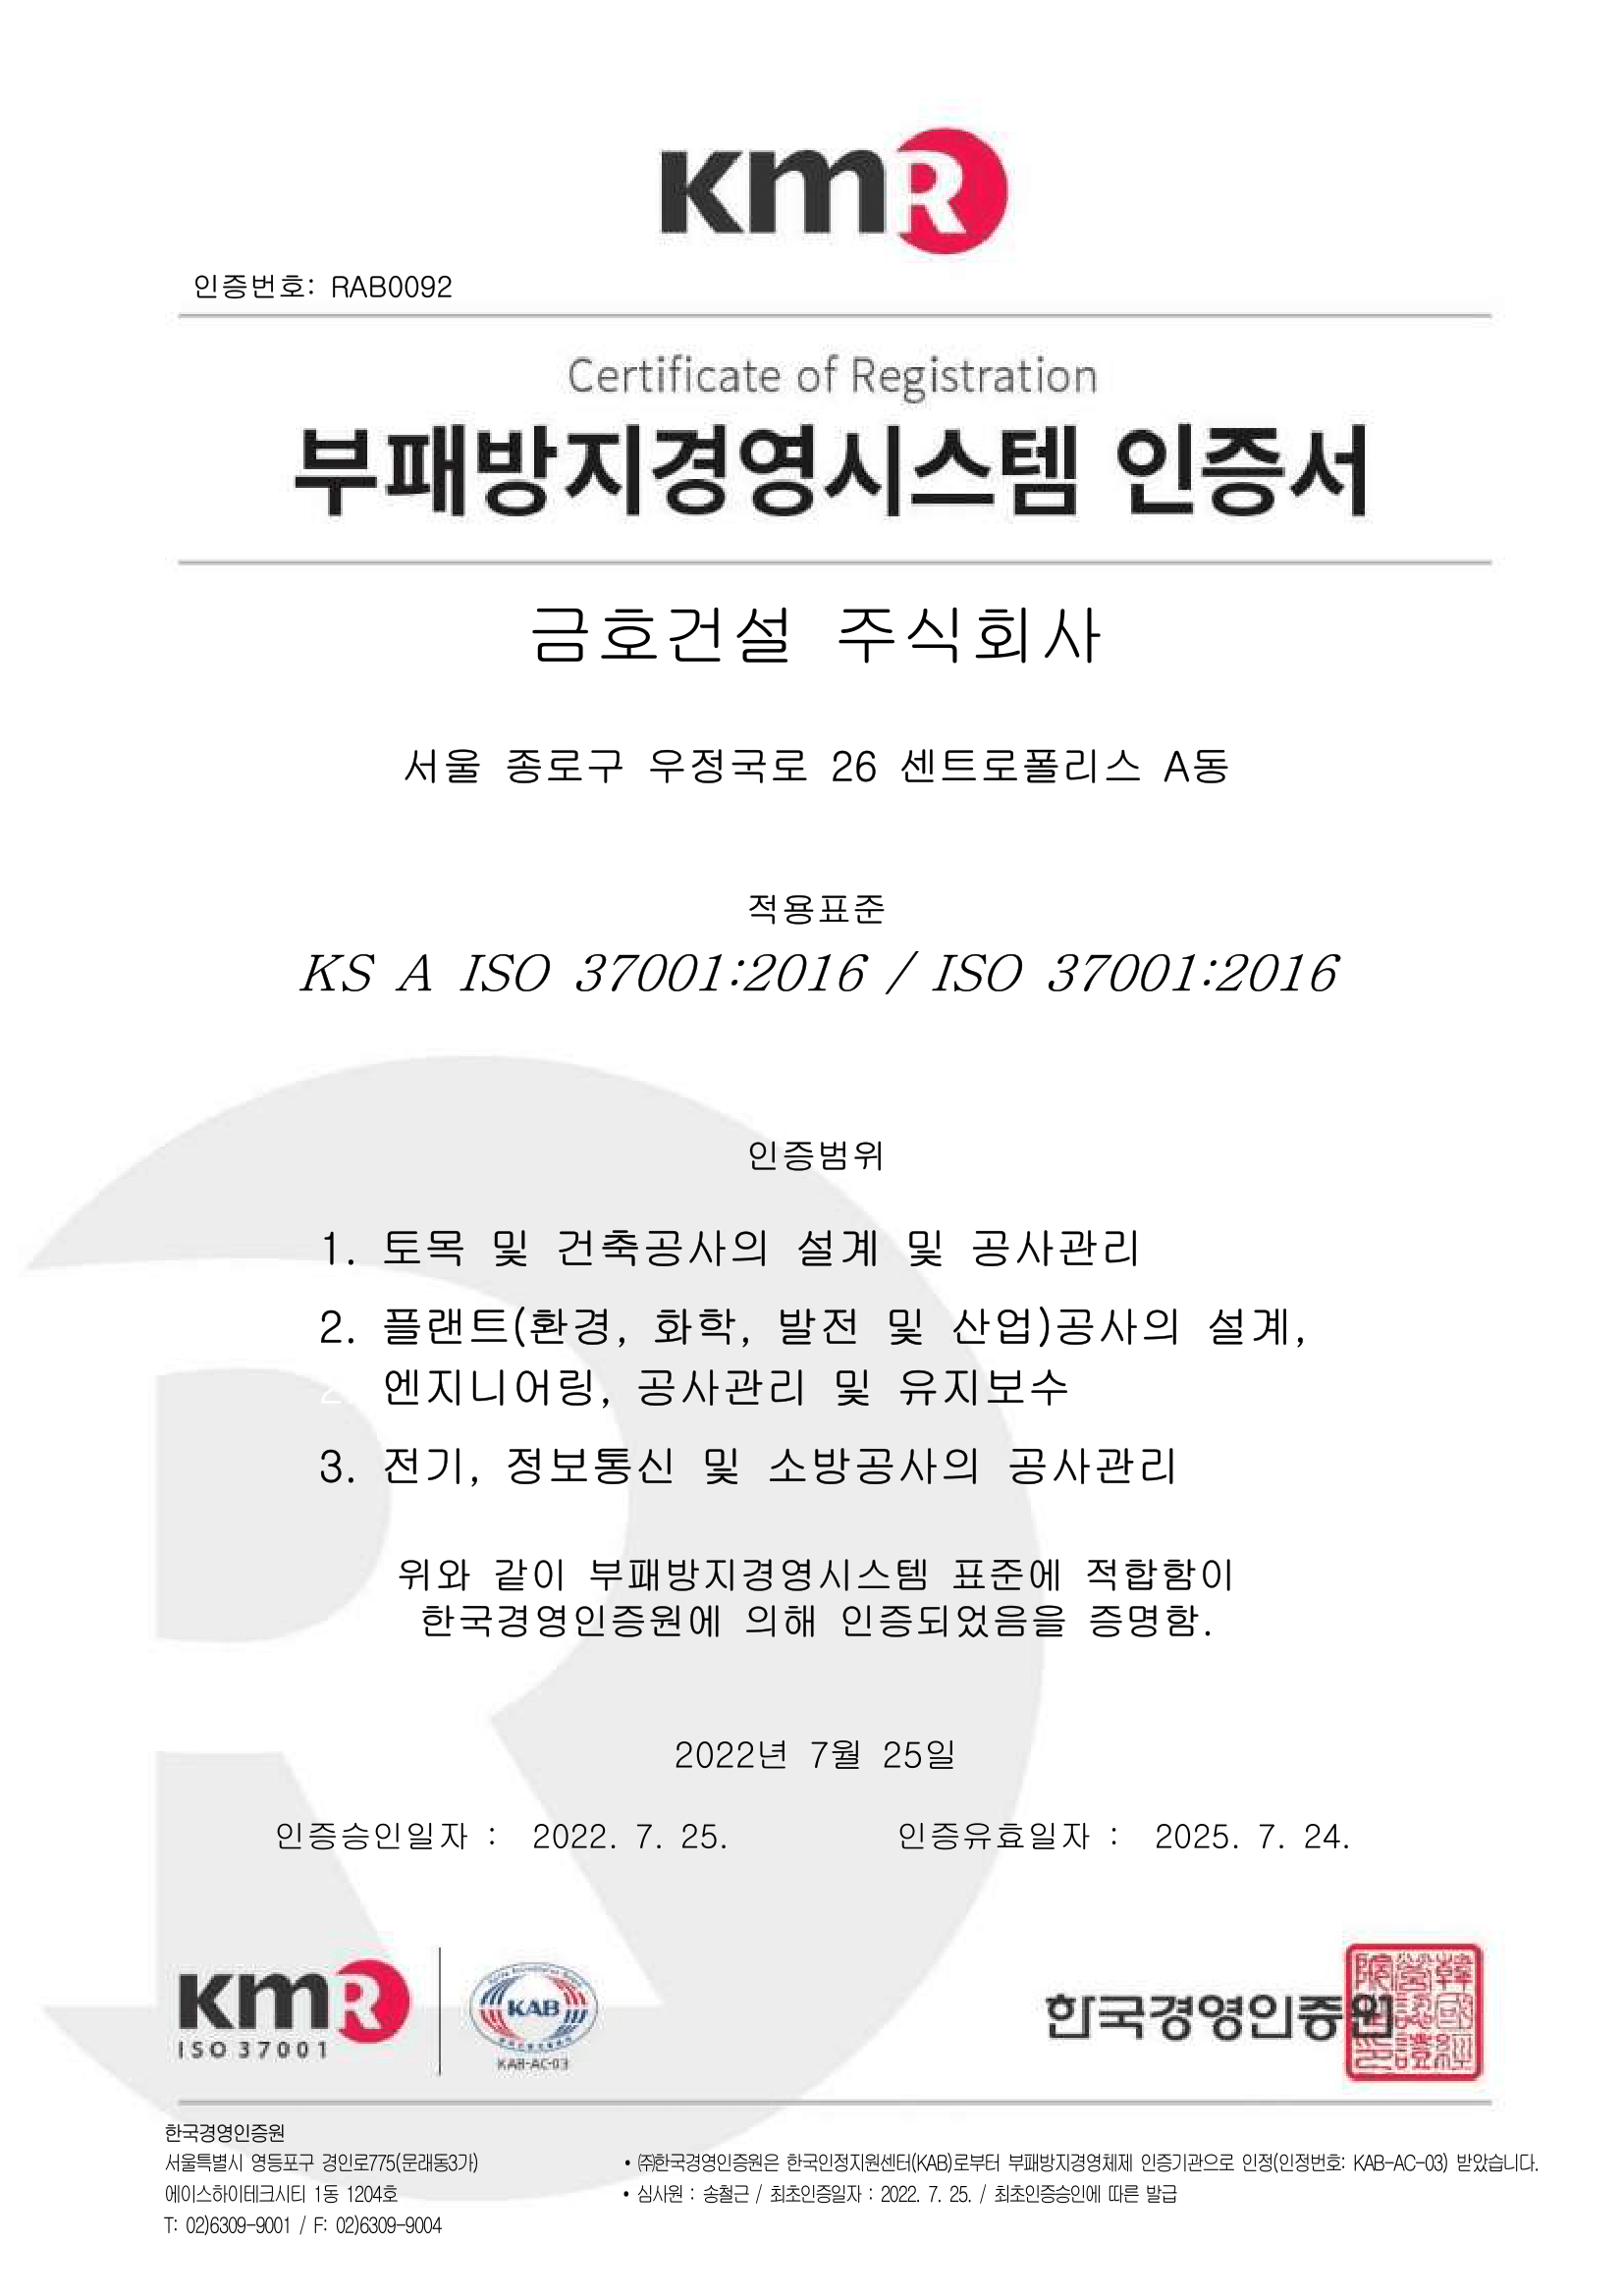 KMR
인증번호: RAB0092
Certificate of Registration
부패방지경영시스템 인증서
금호건설 주식회사
서울 종로구 우정국로 26 센트로폴리스 A동
적용표준
KS A ISO 37001:2016 / ISO 37001:2016
인증범위
1. 토목 및 건축공사의 설계 및 공사관리
2. 플랜트(환경, 화학, 발전 및 산업)공사의 설계,
엔지니어링, 공사관리 및 유지보수
3. 전기, 정보통신 및 소방공사의 공사관리
위와 같이 부패방지경영시스템 표준에 적합함이
한국경영인증원에 의해 인증되었음을 증명함.
2022년 7월 25일
인증승인일자 : 2022. 7. 25. 인증유효일자 : 2025. 7. 24.
KMR
ISO 37001
KAB
KAB-AC-03
한국경영인증원
韓國經營認證院
한국경영인증원
서울특별시 영등포구 경인로775(문래동3가)
에이스하이테크시티 1동 1204호
T: 02)6309-9001 / F: 02)6309-9004
• ㈜한국경영인증원은 한국인정지원센터(KAB)로부터 부패방지경영체제 인증기관으로 인정(인정번호: KAB-AC-03) 받았습니다.
• 심사원 : 송철근 / 최초인증일자 : 2022. 7. 25. / 최초인증승인에 따른 발급